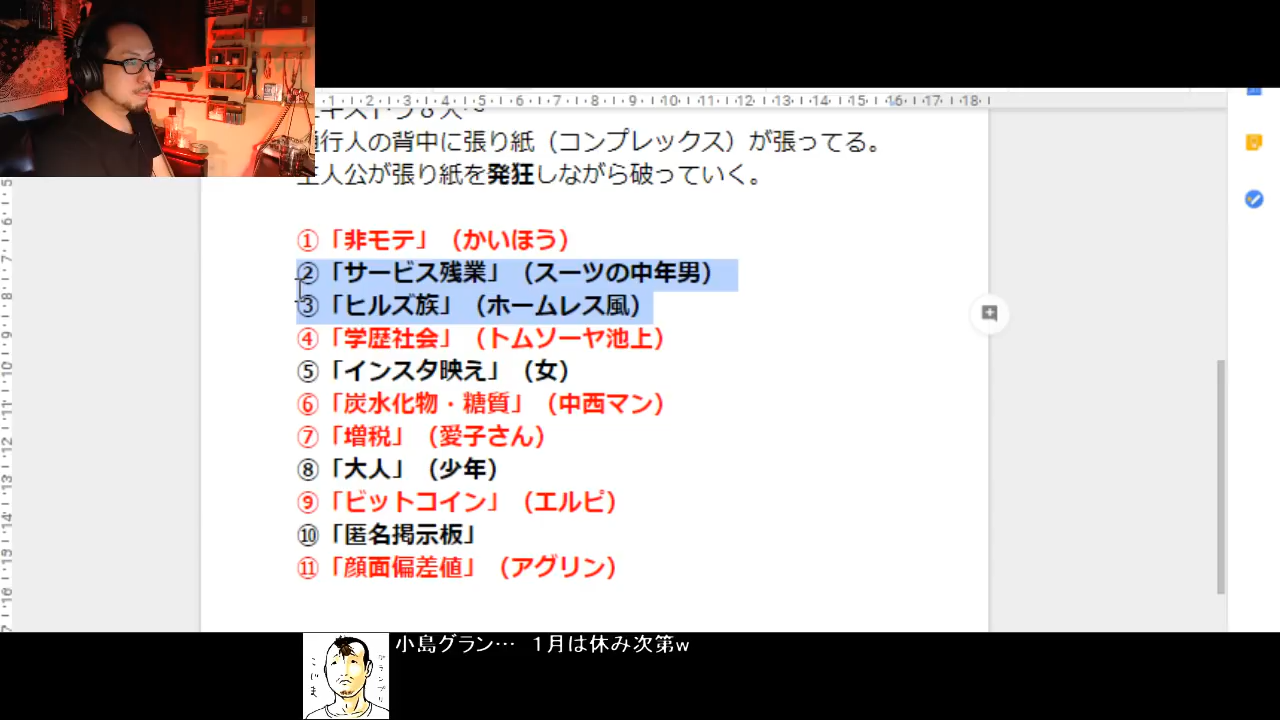 通行人の背中に張り紙（コンプレックス）が張ってる。
主人公が張り紙を発狂しながら破っていく。
①「非モテ」（かいほう）
②「サービス残業」（スーツの中年男）
③「ヒルズ族」（ホームレス風）
④「学歴社会」（トムソーヤ池上）
⑤「インスタ映え」（女）
⑥「炭水化物・糖質」（中西マン）
⑦「増税」（愛子さん）
⑧「大人」（少年）
⑨「ビットコイン」（エルピ）
⑩「匿名掲示板」
⑪「顔面偏差値」（アグリン）
小島グラン… １月は休み次第w